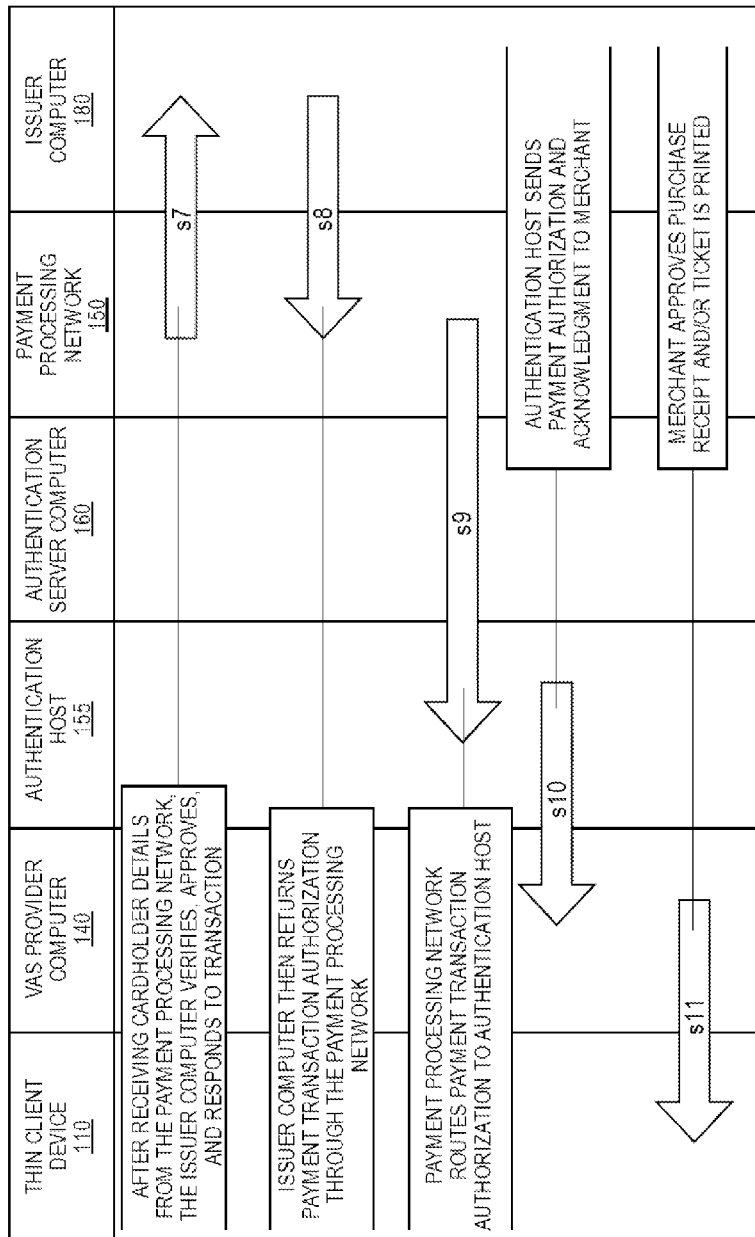 THIN CLIENT
DEVICE
110
VAS PROVIDER
COMPUTER
140
AUTHENTICATION
HOST
155
AUTHENTICATION
SERVER COMPUTER
160
PAYMENT
PROCESSING
NETWORK
150
ISSUER
COMPUTER
180
AFTER RECEIVING CARDHOLDER DETAILS
FROM THE PAYMENT PROCESSING NETWORK,
THE ISSUER COMPUTER VERIFIES, APPROVES,
AND RESPONDS TO TRANSACTION
s7
ISSUER COMPUTER THEN RETURNS
PAYMENT TRANSACTION AUTHORIZATION
THROUGH THE PAYMENT PROCESSING
NETWORK
s8
PAYMENT PROCESSING NETWORK
ROUTES PAYMENT TRANSACTION
AUTHORIZATION TO AUTHENTICATION HOST
s9
s10
AUTHENTICATION HOST SENDS
PAYMENT AUTHORIZATION AND
ACKNOWLEDGMENT TO MERCHANT
s11
MERCHANT APPROVES PURCHASE
RECEIPT AND/OR TICKET IS PRINTED